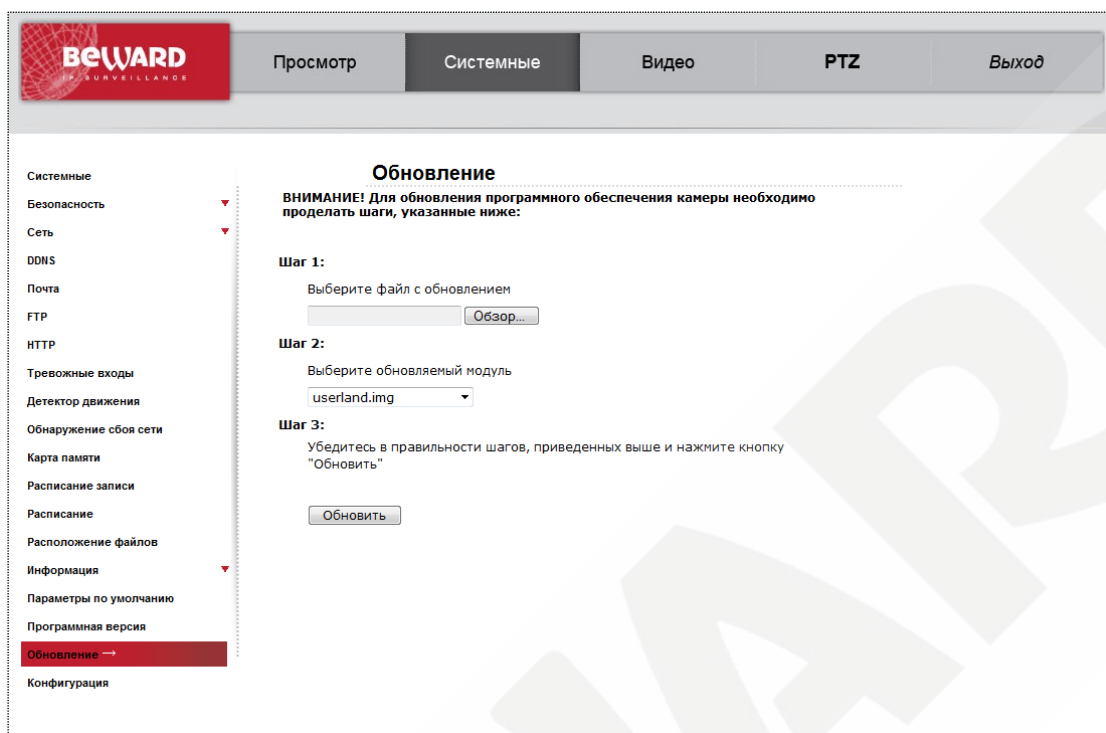 BEWARD
IP SURVEILLANCE
Просмотр
Системные
Видео
PTZ
Выход
Системные
Безопасность
Сеть
DDNS
Почта
FTP
HTTP
Тревожные входы
Детектор движения
Обнаружение сбоя сети
Карта памяти
Расписание записи
Расписание
Расположение файлов
Информация
Параметры по умолчанию
Программная версия
Обновление →
Конфигурация
Обновление
ВНИМАНИЕ! Для обновления программного обеспечения камеры необходимо
проделать шаги, указанные ниже:
Шаг 1:
Выберите файл с обновлением
Обзор...
Шаг 2:
Выберите обновляемый модуль
userland.img
Шаг 3:
Убедитесь в правильности шагов, приведенных выше и нажмите кнопку
"Обновить"
Обновить